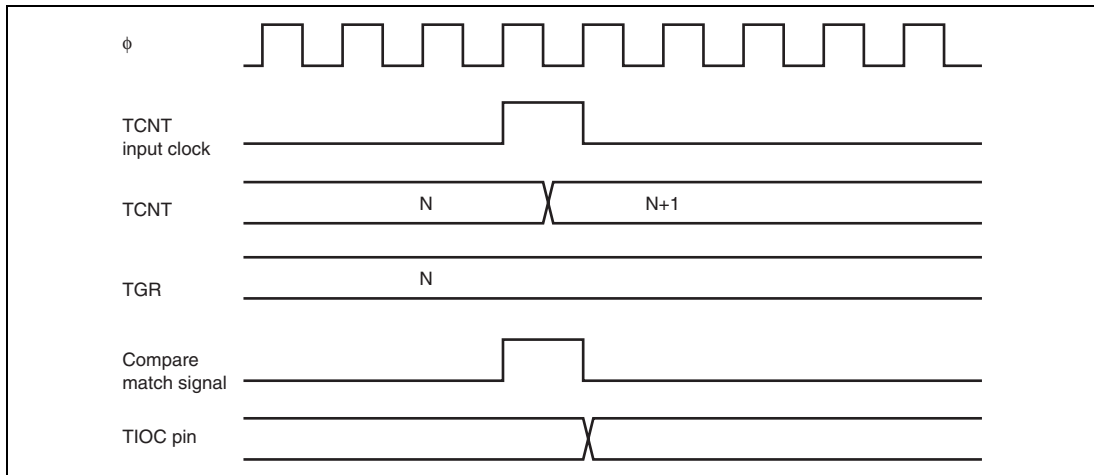 ϕ
TCNT
input clock
TCNT
N
N+1
TGR
N
Compare
match signal
TIOC pin